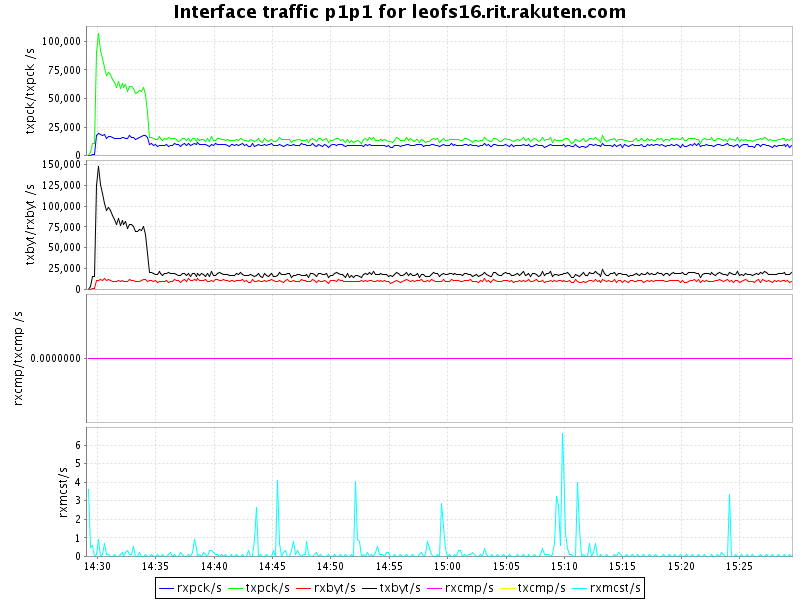 Interface traffic p1p1 for leofs16.rit.rakuten.com
txpck/txpck /s
100,000
75,000
50,000
25,000
0
txbyt/rxbyt /s
150,000
125,000
100,000
75,000
50,000
25,000
0
rxcmp/txcmp /s
0.0000000
rxmcst/s
6
5
4
3
2
1
0
14:30 14:35 14:40 14:45 14:50 14:55 15:00 15:05 15:10 15:15 15:20 15:25
rxpck/s txpck/s rxbyt/s txbyt/s rxcmp/s txcmp/s rxmcst/s